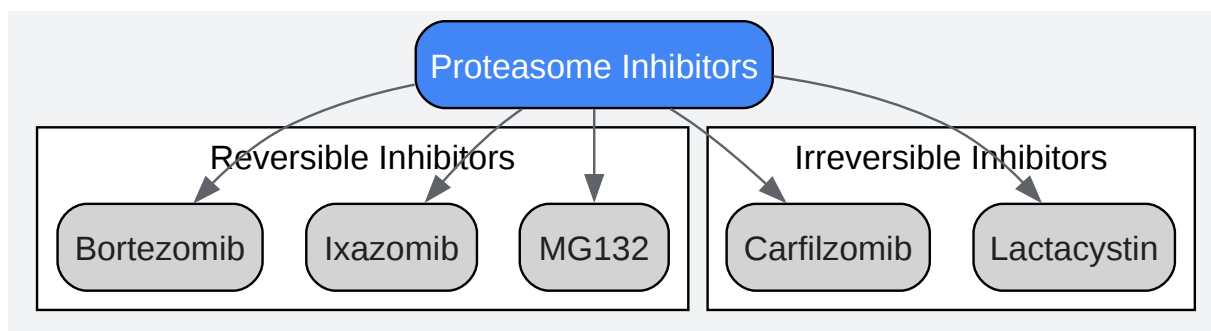 Proteasome Inhibitors
Reversible Inhibitors
Irreversible Inhibitors
Bortezomib
Ixazomib
MG132
Carfilzomib
Lactacystin